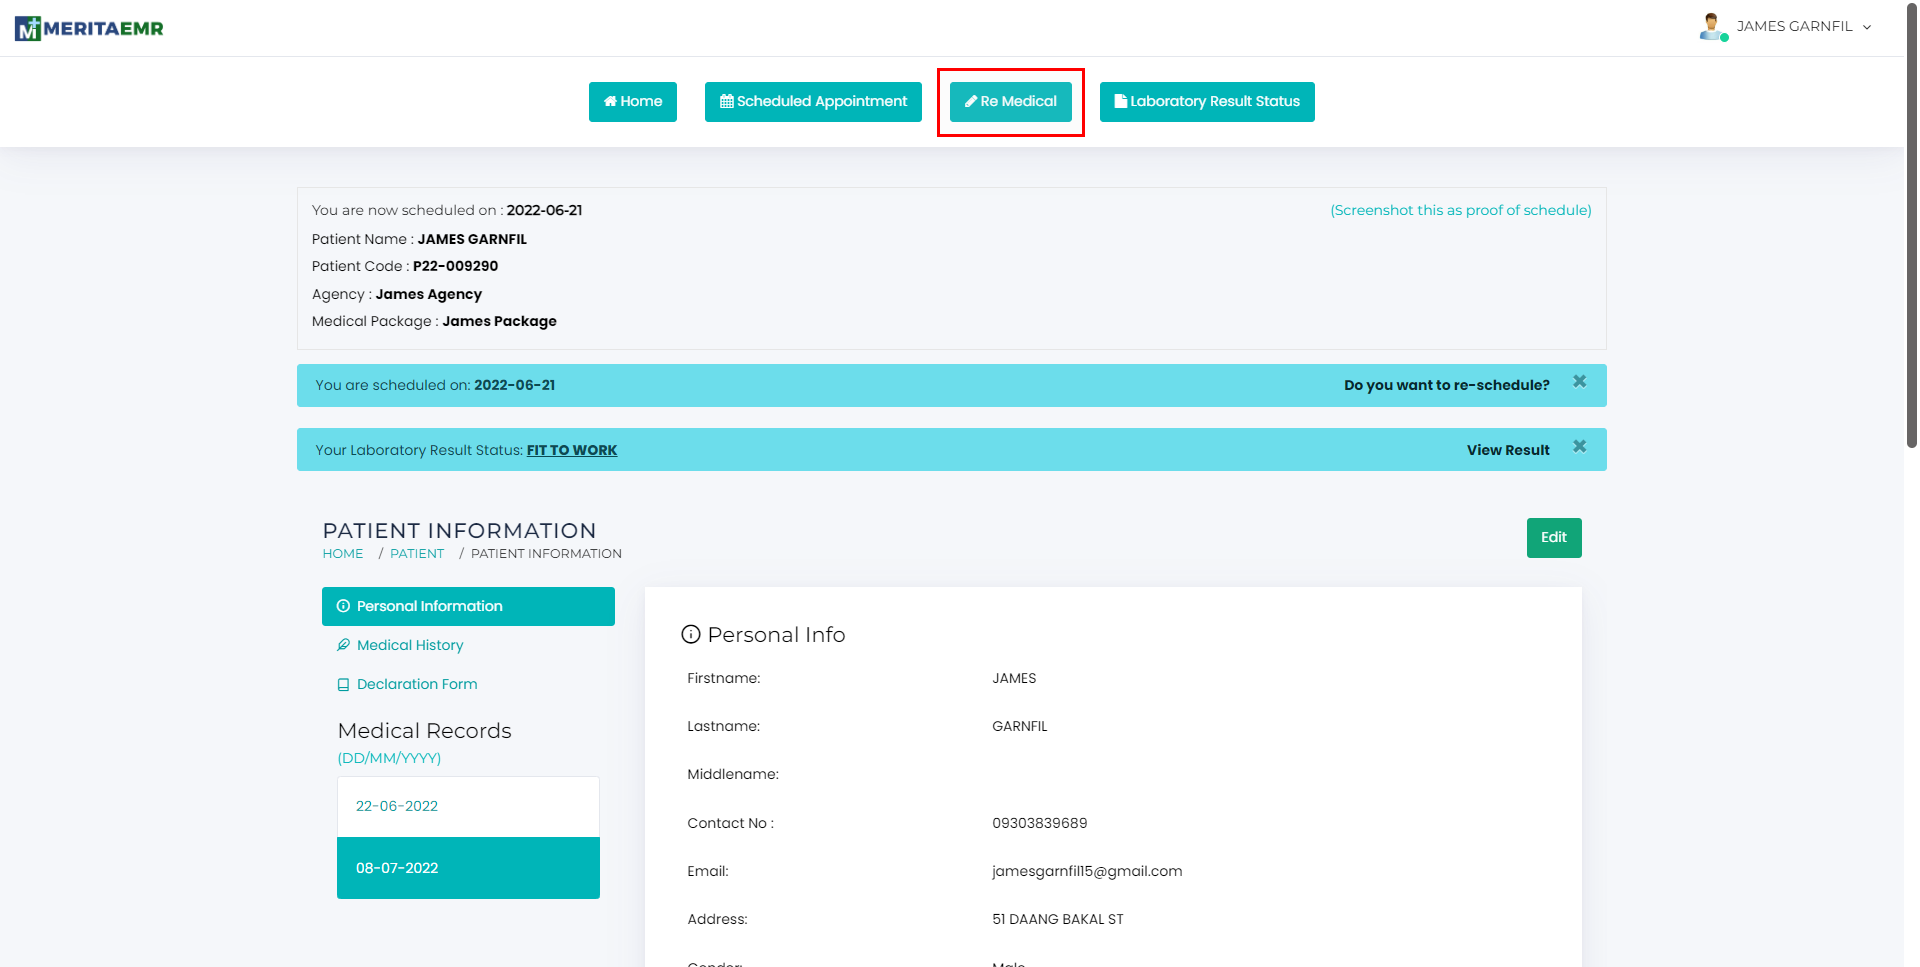 MERITAEMR
JAMES GARNFIL
Home
Scheduled Appointment
Re Medical
Laboratory Result Status
You are now scheduled on : 2022-06-21
(Screenshot this as proof of schedule)
Patient Name : JAMES GARNFIL
Patient Code : P22-009290
Agency : James Agency
Medical Package : James Package
You are scheduled on: 2022-06-21
Do you want to re-schedule?
Your Laboratory Result Status: FIT TO WORK
View Result
PATIENT INFORMATION
HOME / PATIENT / PATIENT INFORMATION
Edit
Personal Information
Medical History
Declaration Form
Medical Records
(DD/MM/YYYY)
22-06-2022
08-07-2022
Personal Info
Firstname: JAMES
Lastname: GARNFIL
Middlename:
Contact No : 09303839689
Email: jamesgarnfil15@gmail.com
Address: 51 DAANG BAKAL ST
Gender: Male